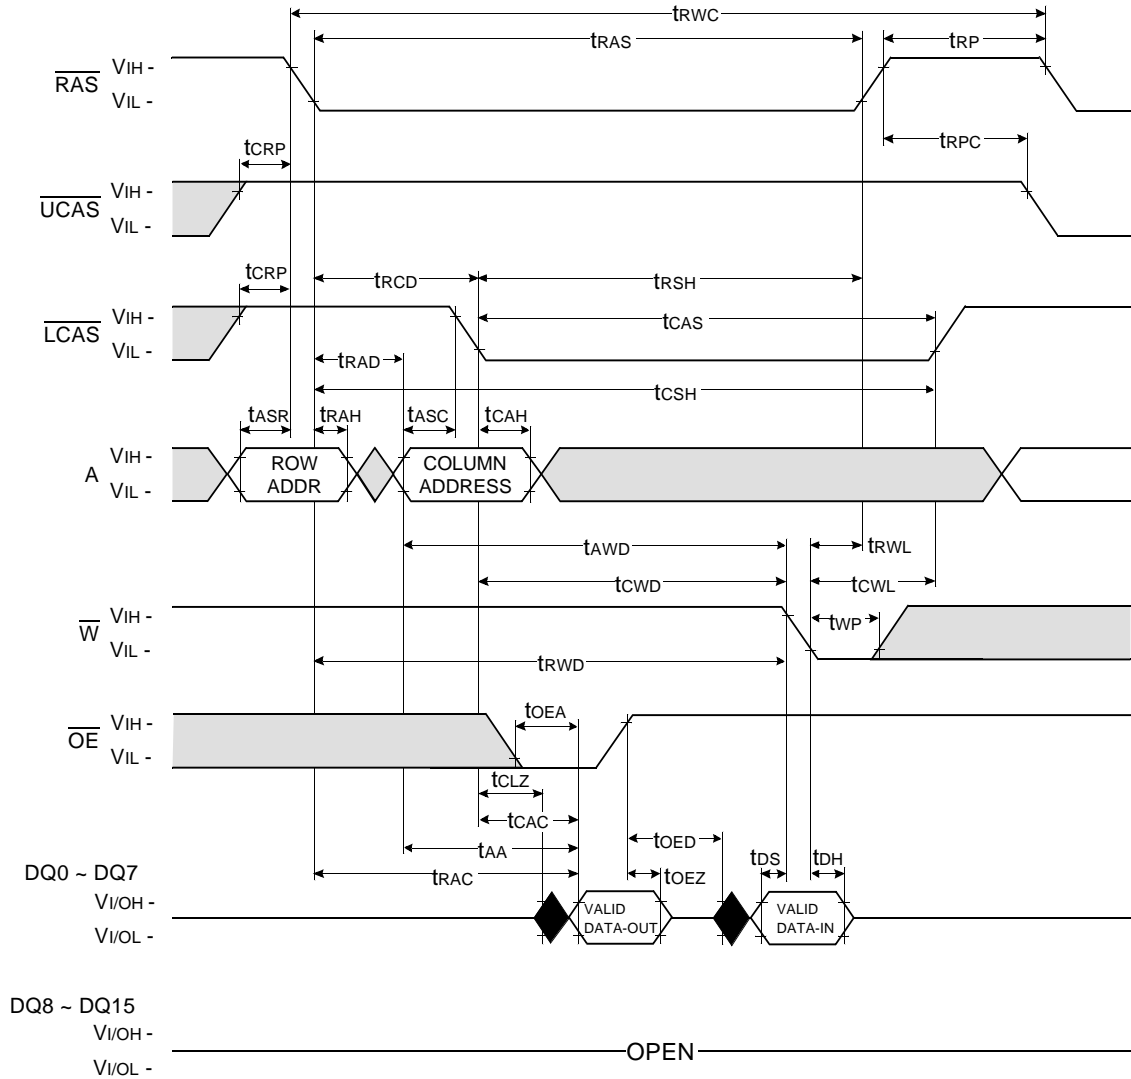 tRWC
tRAS
tRP
RAS
VIH -
VIL -
tCRP
tRPC
UCAS
VIH -
VIL -
tCRP
tRCD
tRSH
LCAS
VIH -
VIL -
tCAS
tRAD
tCSH
tASR
tRAH
tASC
tCAH
A
VIH -
VIL -
ROW
ADDR
COLUMN
ADDRESS
tAWD
tRWL
tCWD
tCWL
W
VIH -
VIL -
tWP
tRWD
OE
VIH -
VIL -
tOEA
tCLZ
tCAC
tAA
tOED
tRAC
tOEZ
tDS
tDH
DQ0 ~ DQ7
VI/OH -
VI/OL -
VALID
DATA-OUT
VALID
DATA-IN
DQ8 ~ DQ15
VI/OH -
VI/OL -
OPEN